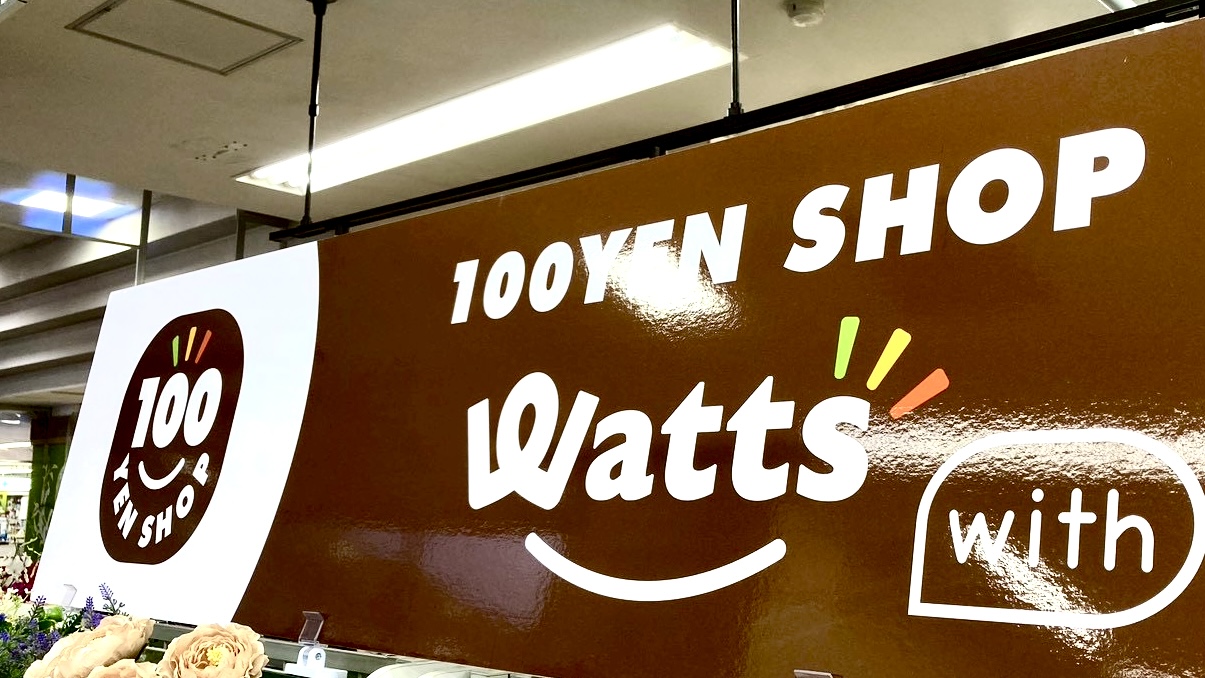 100
YEN SHOP
100YEN SHOP
Watts
with